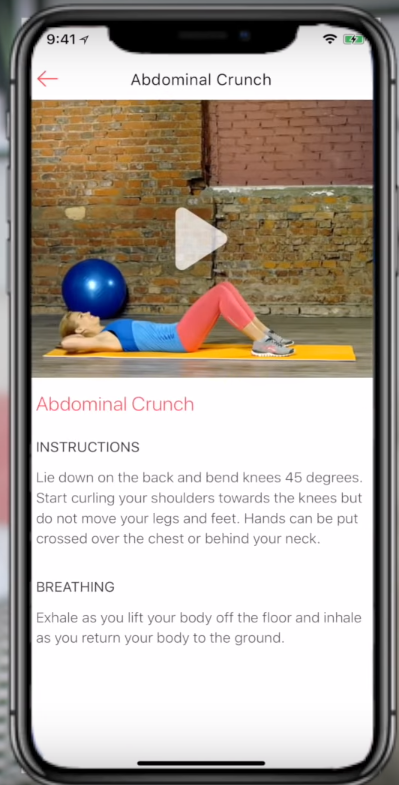 9:41
Abdominal Crunch
Abdominal Crunch
INSTRUCTIONS
Lie down on the back and bend knees 45 degrees.
Start curling your shoulders towards the knees but
do not move your legs and feet. Hands can be put
crossed over the chest or behind your neck.
BREATHING
Exhale as you lift your body off the floor and inhale
as you return your body to the ground.